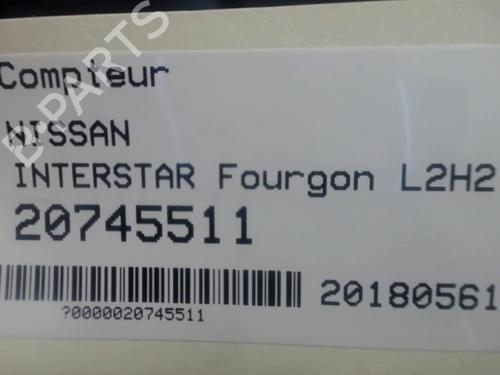 Compteur
NISSAN
INTERSTAR Fourgon L2H2
20745511
20180561
?0000020745511
B-PARTS